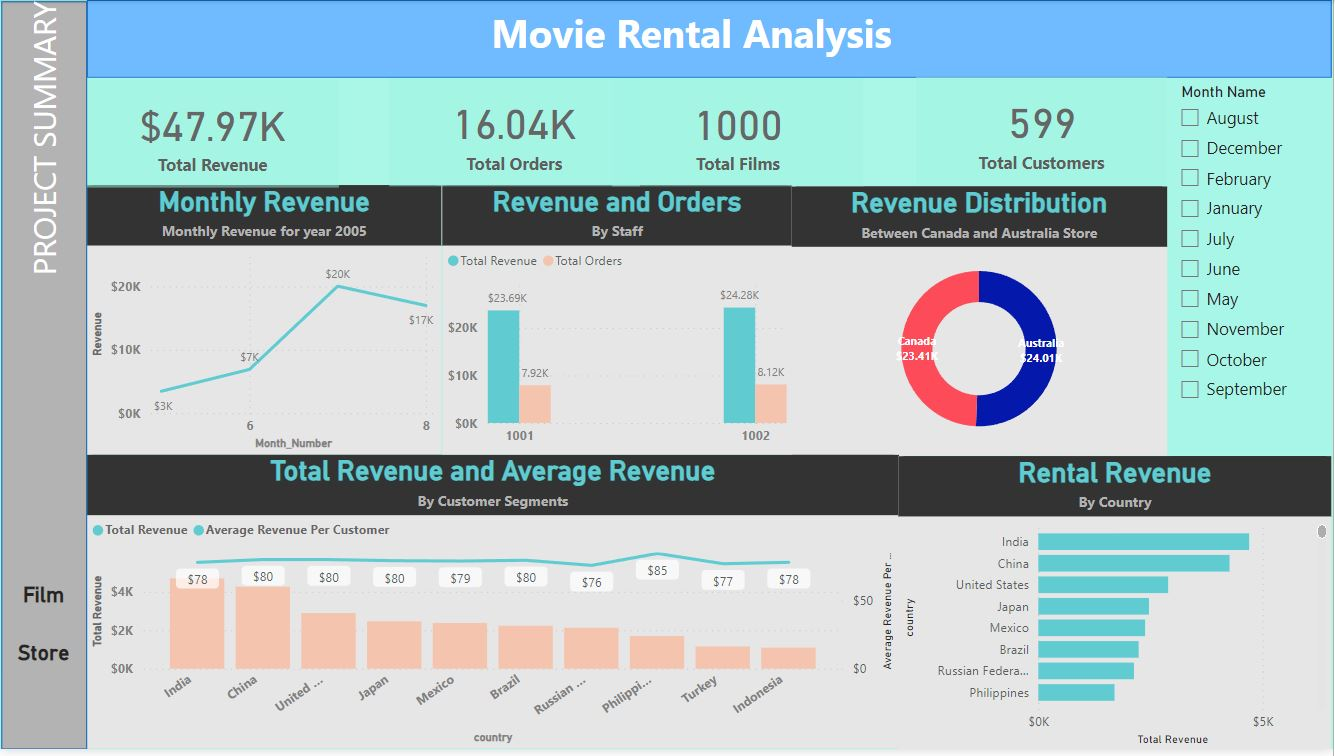 PROJECT SUMMARY
Film
Store
Movie Rental Analysis
$47.97K
Total Revenue
16.04K
Total Orders
1000
Total Films
599
Total Customers
Month Name
August
December
February
January
July
June
May
November
October
September
Monthly Revenue
Monthly Revenue for year 2005
Revenue
$20K
$10K
$0K
$3K
$7K
$20K
$17K
6
8
Month_Number
Revenue and Orders
By Staff
Total Revenue Total Orders
$20K
$10K
$0K
$23.69K
7.92K
$24.28K
8.12K
1001
1002
Revenue Distribution
Between Canada and Australia Store
Canada
$23.41K
Australia
$24.01K
Total Revenue and Average Revenue
By Customer Segments
Total Revenue Average Revenue Per Customer
Total Revenue
$4K
$2K
$0K
$78
$80
$80
$80
$79
$80
$76
$85
$77
$78
$50
$0
Average Revenue Per ...
India
China
United ...
Japan
Mexico
Brazil
Russian ...
Philippi...
Turkey
Indonesia
country
Rental Revenue
By Country
country
India
China
United States
Japan
Mexico
Brazil
Russian Federa...
Philippines
$0K
$5K
Total Revenue